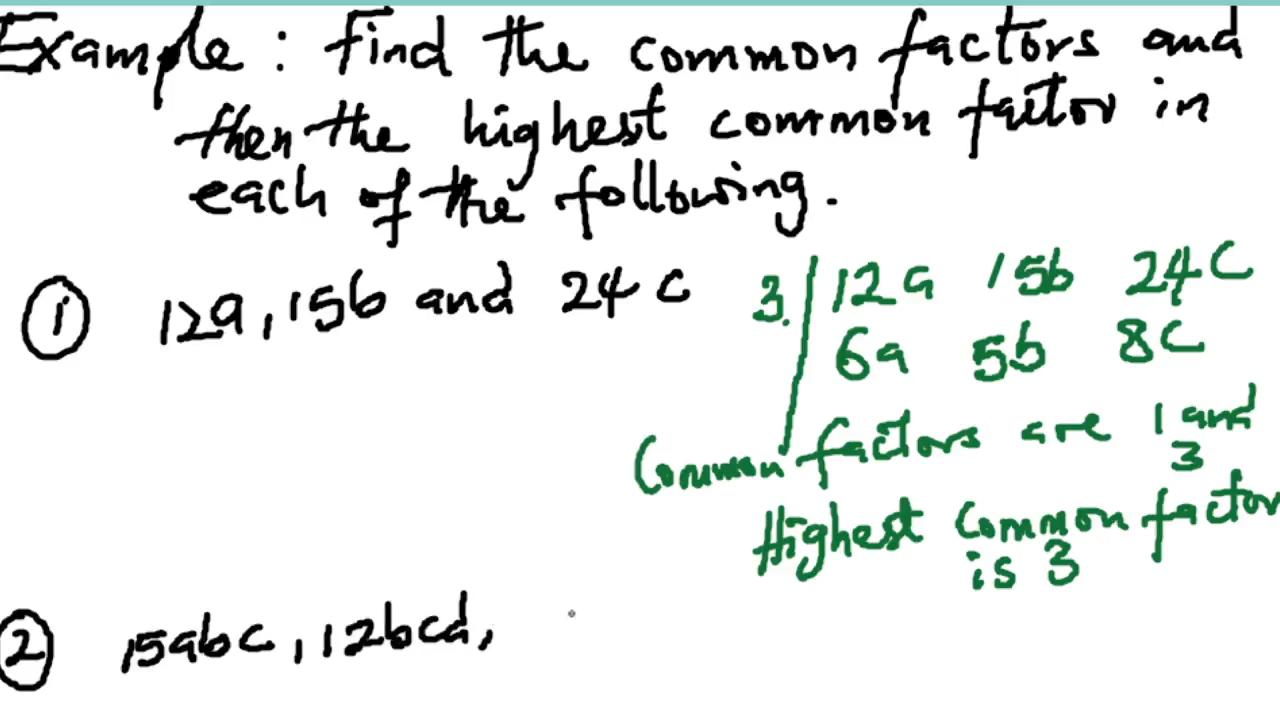 Example: Find the common factors and
then the highest common factor in
each of the following.
① 12a, 15b and 24c
3. 12a 15b 24c
6a 5b 8c
Common factors are 1 and
3
Highest common factor
is 3
② 15abc, 12bcd,